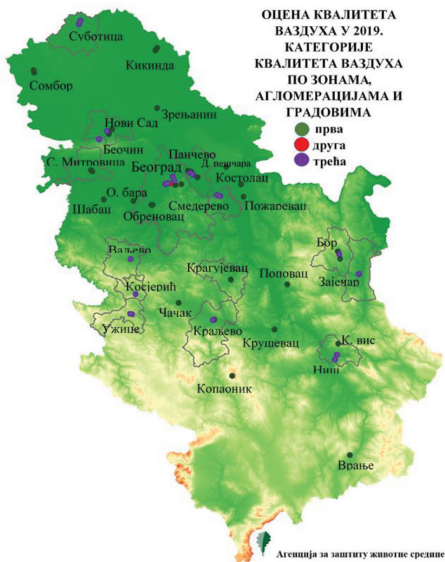 ОЦЕНА КВАЛИТЕТА
ВАЗДУХА У 2019.
КАТЕГОРИЈЕ
КВАЛИТЕТА ВАЗДУХА
ПО ЗОНАМА,
АГЛОМЕРАЦИЈАМА И
ГРАДОВИМА
прва
друга
трећа
Суботица
Кикинда
Сомбор
Зрењанин
Нови Сад
Беочин
Панчево
С. Митровица
Београд
Д. пешчара
Костолац
О. бара
Смедерево
Шабац
Обреновац
Пожаревац
Ваљево
Бор
Крагујевац
Поповац
Зајечар
Косјерић
Чачак
Ужице
Краљево
Крушевац
К. вис
Ниш
Копаоник
Врање
Агенција за заштиту животне средине